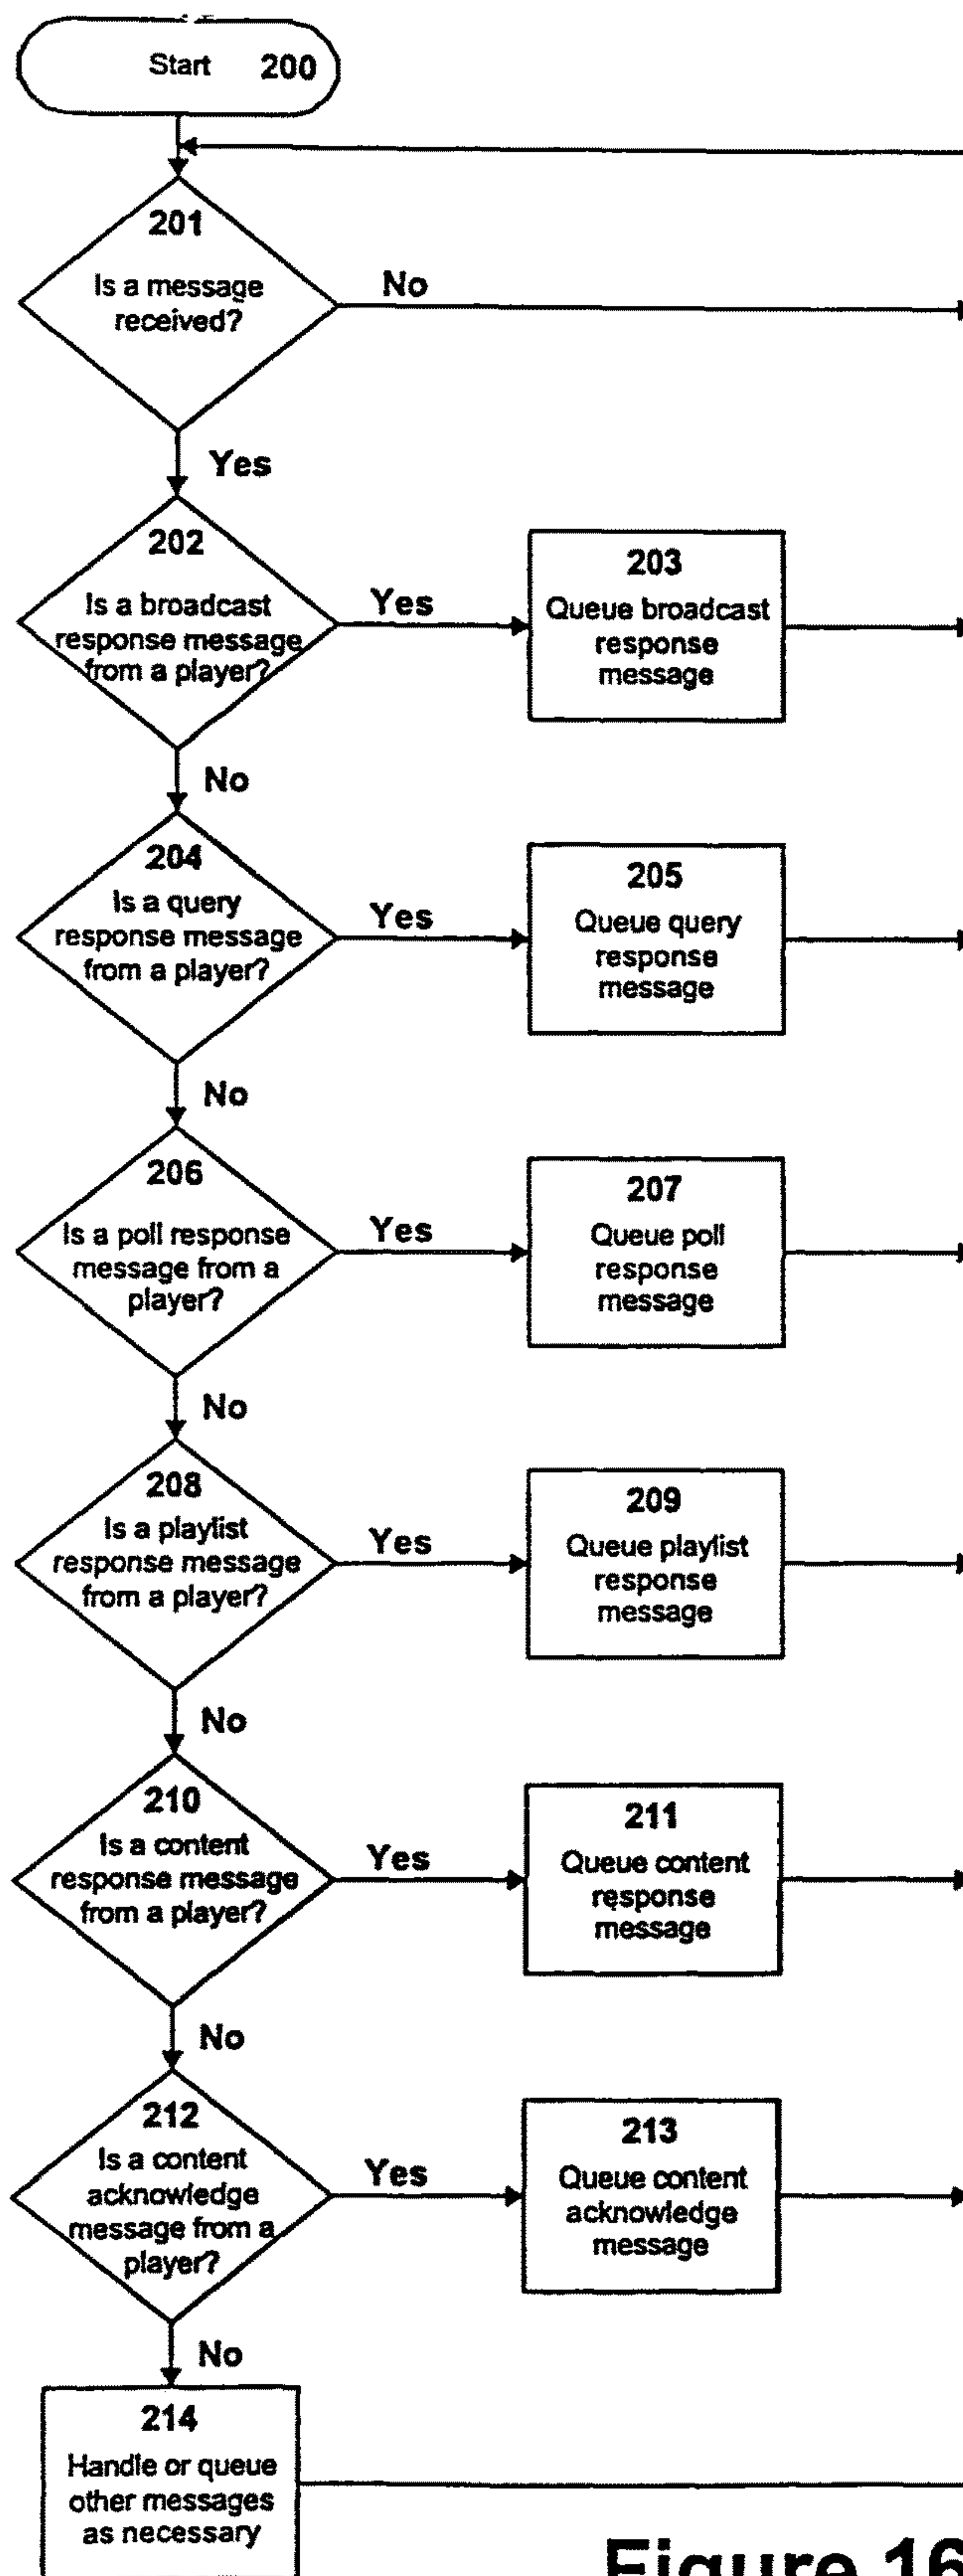 Start 200
201
Is a message
received?
No
Yes
202
Is a broadcast
response message
from a player?
Yes
203
Queue broadcast
response
message
No
204
Is a query
response message
from a player?
Yes
205
Queue query
response
message
No
206
Is a poll response
message from a
player?
Yes
207
Queue poll
response
message
No
208
Is a playlist
response message
from a player?
Yes
209
Queue playlist
response
message
No
210
Is a content
response message
from a player?
Yes
211
Queue content
response
message
No
212
Is a content
acknowledge
message from a
player?
Yes
213
Queue content
acknowledge
message
No
214
Handle or queue
other messages
as necessary
Figure 16